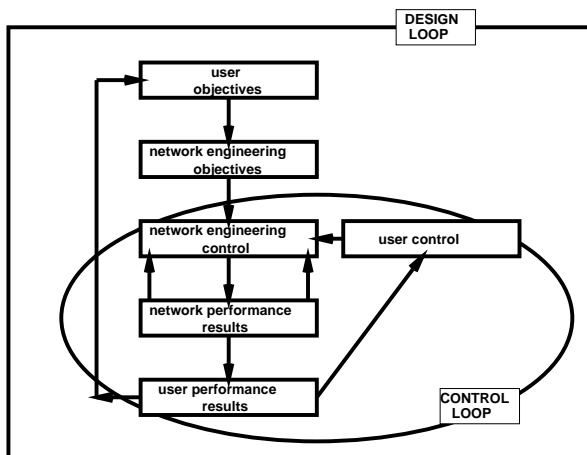 DESIGN
LOOP
user
objectives
network engineering
objectives
network engineering
control
user control
network performance
results
user performance
results
CONTROL
LOOP